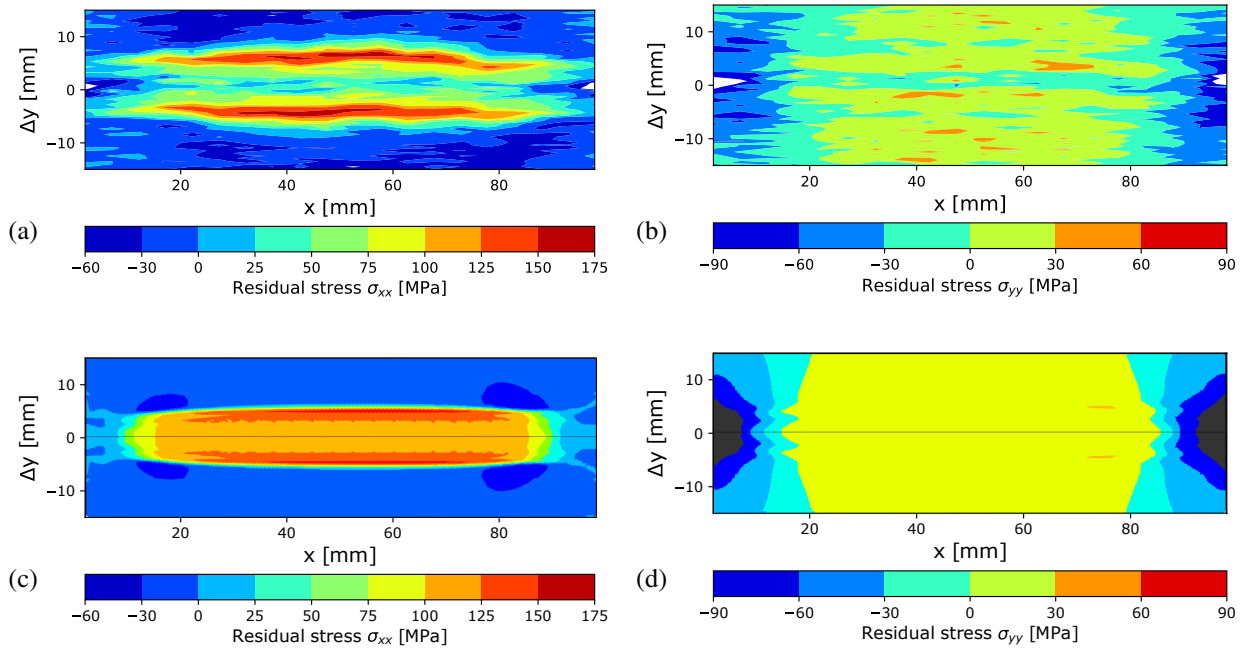 10
0
−10
Δy [mm]
20 40 60 80
x [mm]
(a)
−60 −30 0 25 50 75 100 125 150 175
Residual stress σxx [MPa]
10
0
−10
Δy [mm]
20 40 60 80
x [mm]
(b)
−90 −60 −30 0 30 60 90
Residual stress σyy [MPa]
10
0
−10
Δy [mm]
20 40 60 80
x [mm]
(c)
−60 −30 0 25 50 75 100 125 150 175
Residual stress σxx [MPa]
10
0
−10
Δy [mm]
20 40 60 80
x [mm]
(d)
−90 −60 −30 0 30 60 90
Residual stress σyy [MPa]